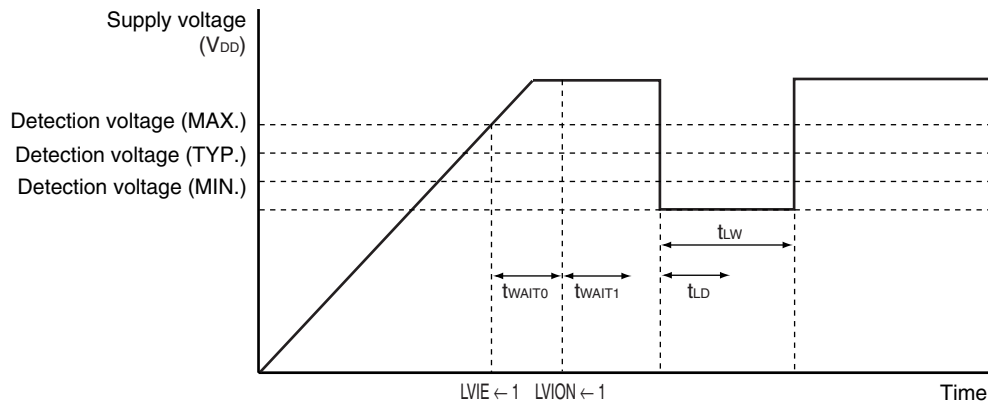 Supply voltage
(VDD)
Detection voltage (MAX.)
Detection voltage (TYP.)
Detection voltage (MIN.)
tLW
tWAIT0 tWAIT1 tLD
LVIE ← 1 LVION ← 1 Time